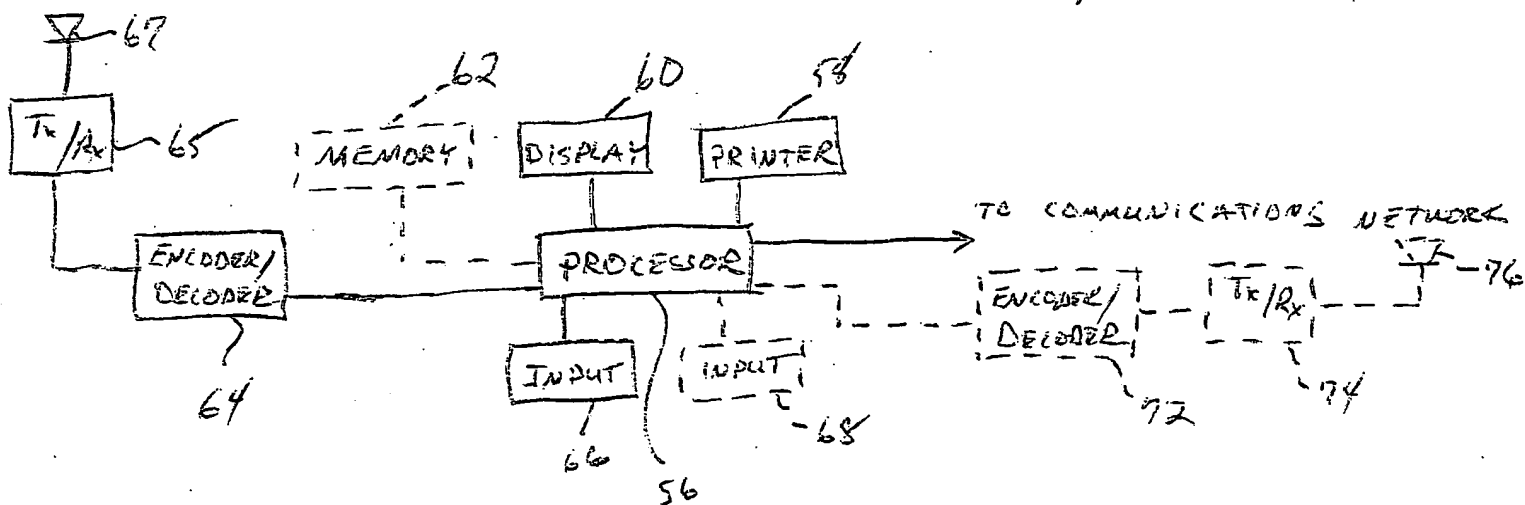 67
62
60
58
Tx/Rx
65
MEMORY
DISPLAY
PRINTER
TO COMMUNICATIONS NETWORK
76
ENCODER/
DECODER
PROCESSOR
ENCODER/
DECODER
Tx/Rx
64
INPUT
INPUT
72
74
66
68
56